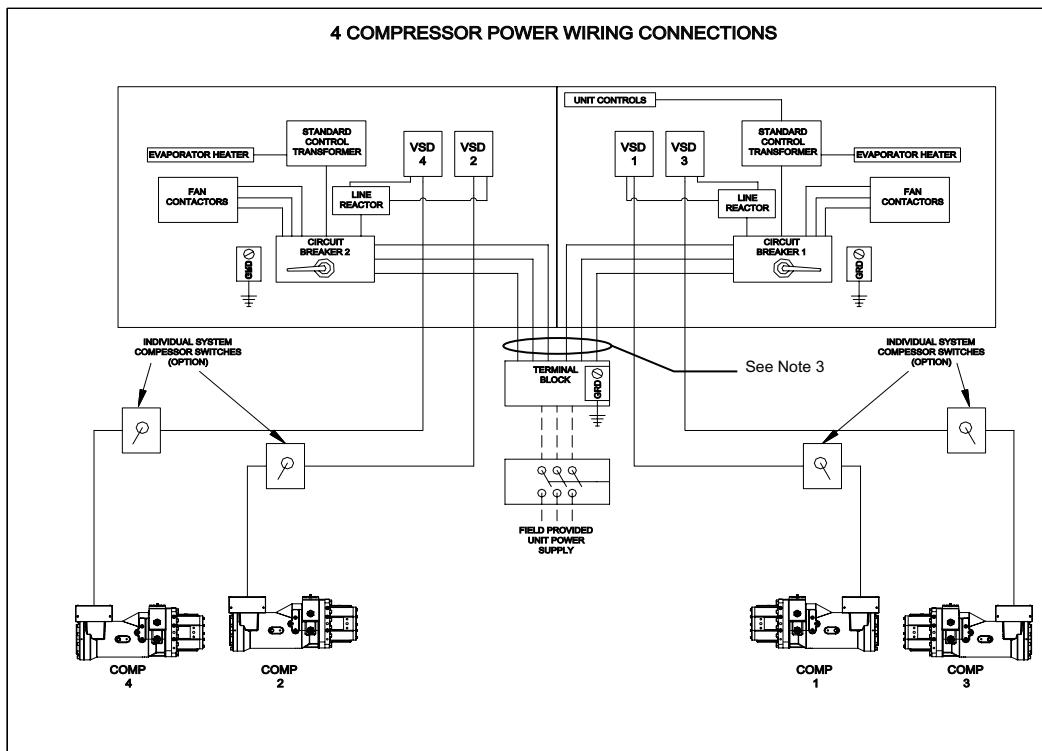 4 COMPRESSOR POWER WIRING CONNECTIONS
UNIT CONTROLS
STANDARD
CONTROL
TRANSFORMER
VSD
4
VSD
2
VSD
1
VSD
3
STANDARD
CONTROL
TRANSFORMER
EVAPORATOR HEATER
EVAPORATOR HEATER
FAN
CONTACTORS
LINE
REACTOR
LINE
REACTOR
FAN
CONTACTORS
CIRCUIT
BREAKER 2
CIRCUIT
BREAKER 1
GRD
GRD
INDIVIDUAL SYSTEM
COMPESSOR SWITCHES
(OPTION)
TERMINAL
BLOCK
GRD
See Note 3
INDIVIDUAL SYSTEM
COMPESSOR SWITCHES
(OPTION)
FIELD PROVIDED
UNIT POWER
SUPPLY
COMP
4
COMP
2
COMP
1
COMP
3